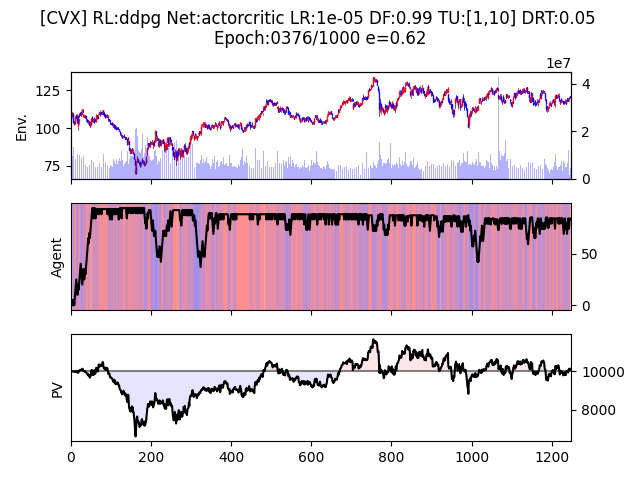 [CVX] RL:ddpg Net:actorcritic LR:1e-05 DF:0.99 TU:[1,10] DRT:0.05
Epoch:0376/1000 e=0.62
1e7
125
100
75
Env.
4
2
0
Agent
50
0
PV
10000
8000
0 200 400 600 800 1000 1200